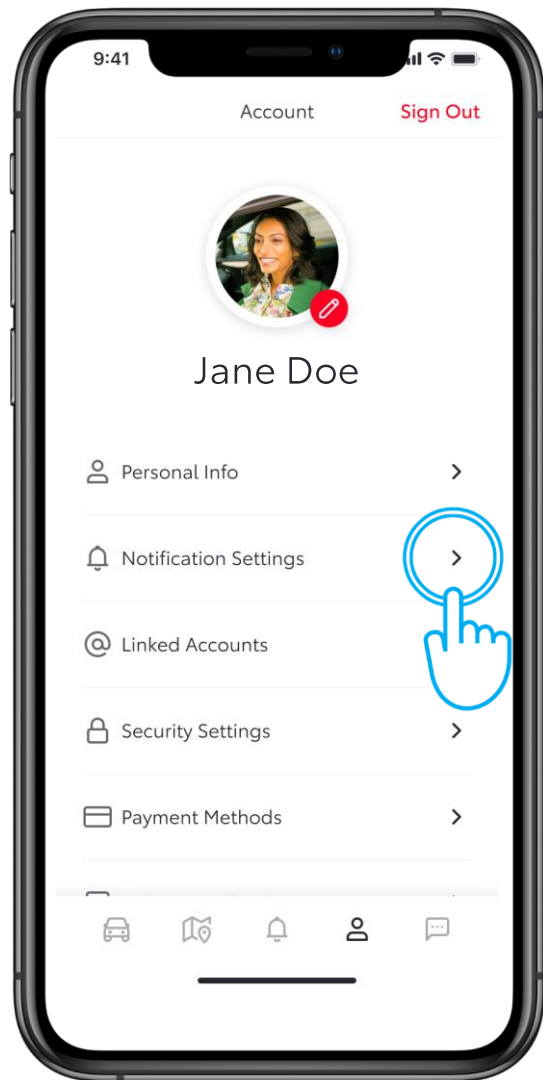 9:41
Account
Sign Out
Jane Doe
Personal Info
Notification Settings
Linked Accounts
Security Settings
Payment Methods